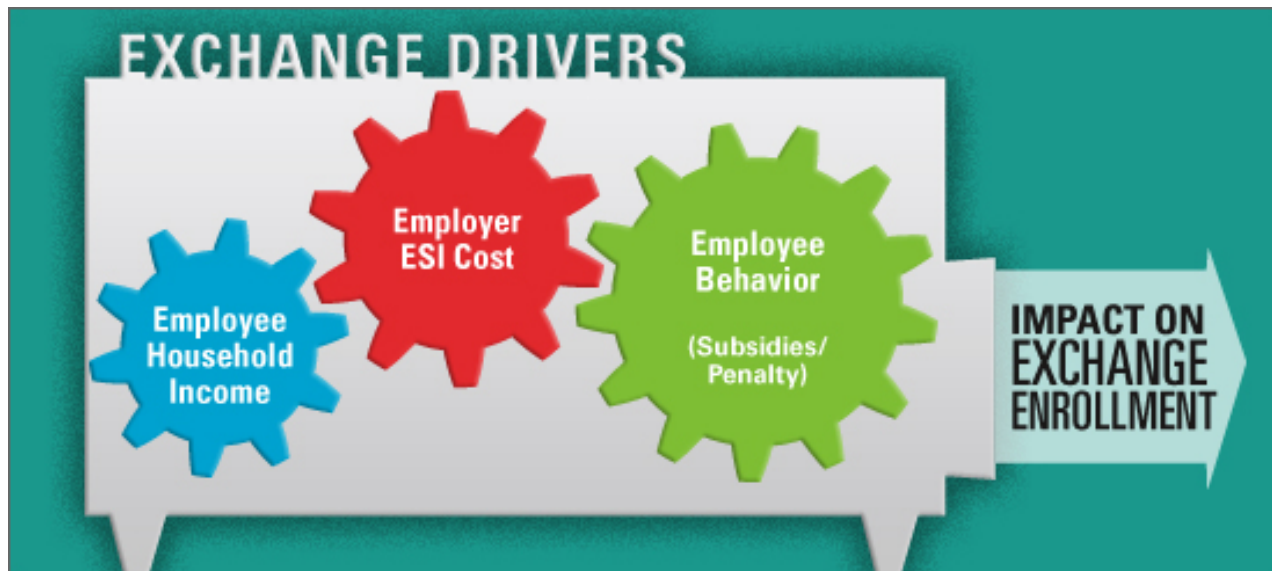 EXCHANGE DRIVERS
Employer
ESI Cost
Employee
Behavior
(Subsidies/
Penalty)
Employee
Household
Income
IMPACT ON
EXCHANGE
ENROLLMENT